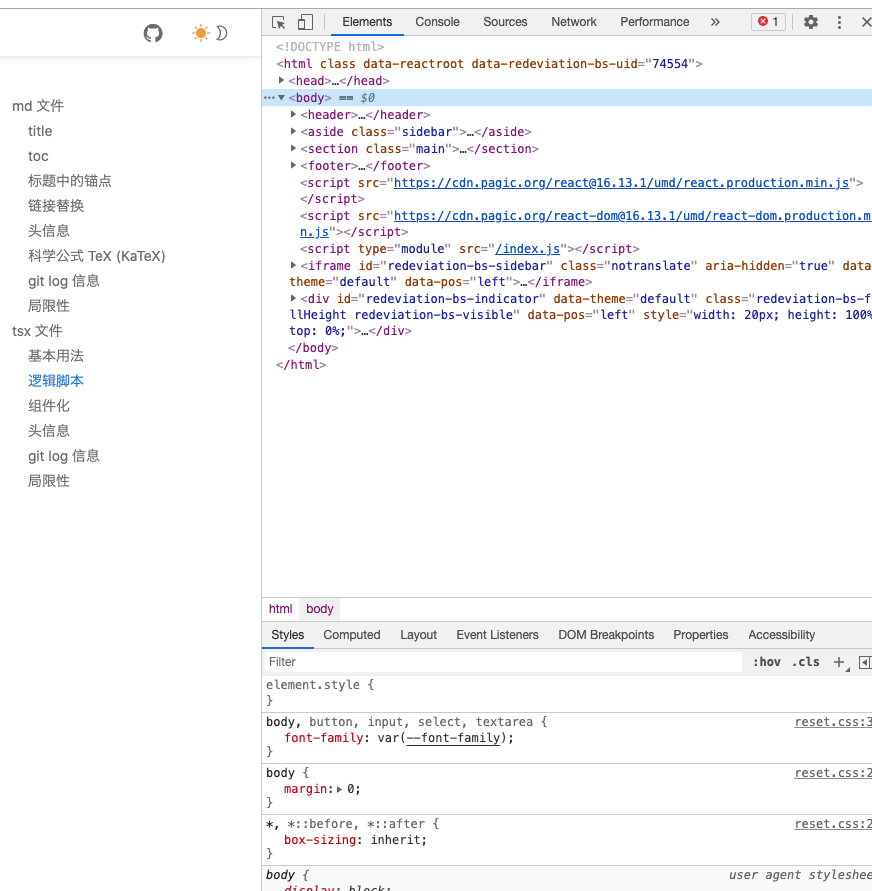 md 文件
title
toc
标题中的锚点
链接替换
头信息
科学公式 TeX (KaTeX)
git log 信息
局限性
tsx 文件
基本用法
逻辑脚本
组件化
头信息
git log 信息
局限性
Elements Console Sources Network Performance » 1
<!DOCTYPE html>
<html class data-reactroot data-redeviation-bs-uid="74554">
<head>…</head>
<body> == $0
<header>…</header>
<aside class="sidebar">…</aside>
<section class="main">…</section>
<footer>…</footer>
<script src="https://cdn.pagic.org/react@16.13.1/umd/react.production.min.js">
</script>
<script src="https://cdn.pagic.org/react-dom@16.13.1/umd/react-dom.production.m
n.js"></script>
<script type="module" src="/index.js"></script>
<iframe id="redeviation-bs-sidebar" class="notranslate" aria-hidden="true" data
theme="default" data-pos="left">…</iframe>
<div id="redeviation-bs-indicator" data-theme="default" class="redeviation-bs-f
llHeight redeviation-bs-visible" data-pos="left" style="width: 20px; height: 100%
top: 0%;">…</div>
</body>
</html>
html body
Styles Computed Layout Event Listeners DOM Breakpoints Properties Accessibility
Filter :hov .cls +
element.style {
}
body, button, input, select, textarea { reset.css:3
font-family: var(--font-family);
}
body { reset.css:2
margin: 0;
}
*, *::before, *::after { reset.css:2
box-sizing: inherit;
}
body { user agent styleshee
display: block;